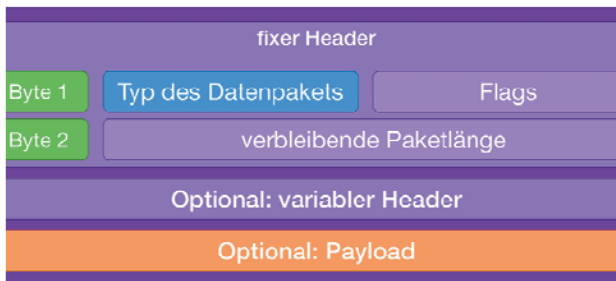 fixer Header
Byte 1 Typ des Datenpakets Flags
Byte 2 verbleibende Paketlänge
Optional: variabler Header
Optional: Payload